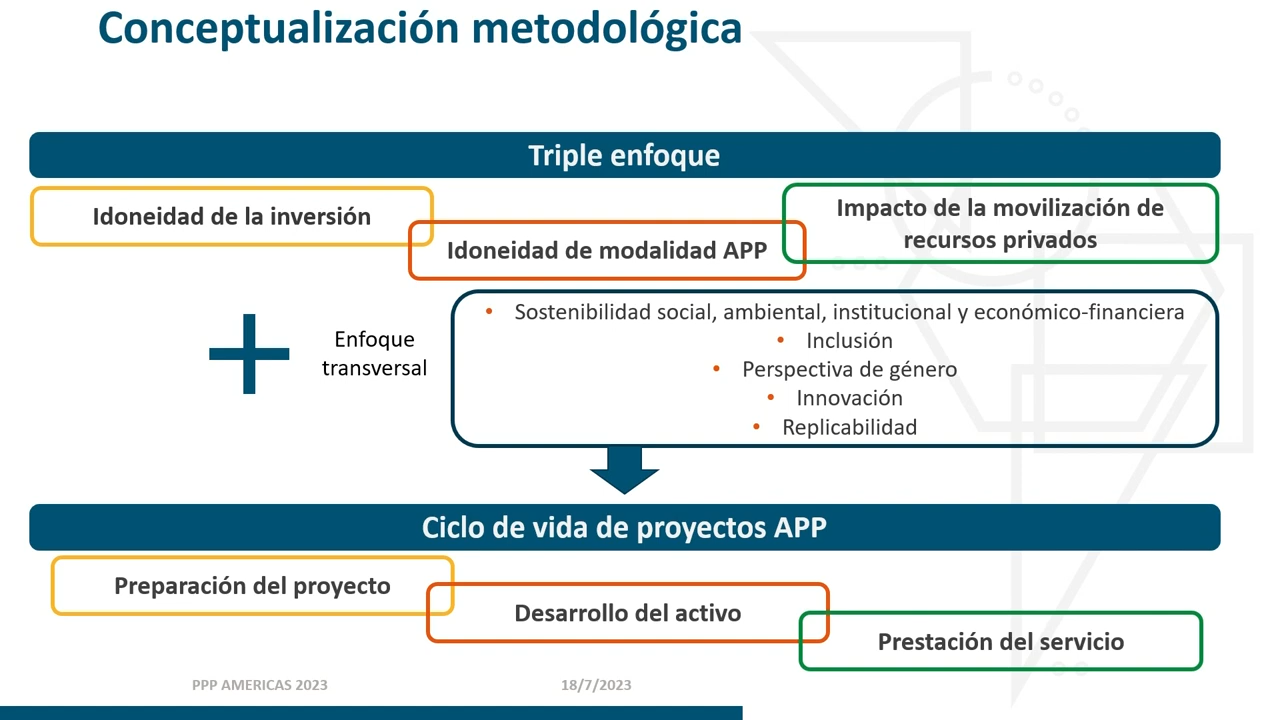 Conceptualización metodológica
Triple enfoque
Idoneidad de la inversión
Idoneidad de modalidad APP
Impacto de la movilización de
recursos privados
Enfoque
transversal
• Sostenibilidad social, ambiental, institucional y económico-financiera
• Inclusión
• Perspectiva de género
• Innovación
• Replicabilidad
Ciclo de vida de proyectos APP
Preparación del proyecto
Desarrollo del activo
Prestación del servicio
PPP AMERICAS 2023
18/7/2023